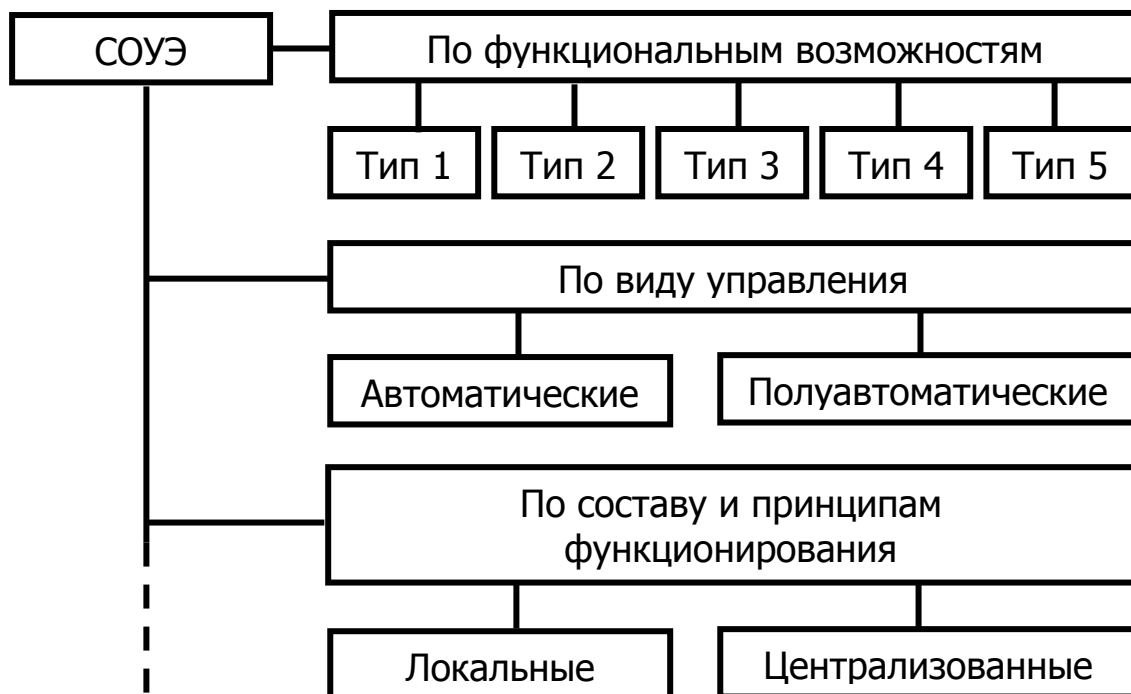 СОУЭ
По функциональным возможностям
Тип 1
Тип 2
Тип 3
Тип 4
Тип 5
По виду управления
Автоматические
Полуавтоматические
По составу и принципам
функционирования
Локальные
Централизованные